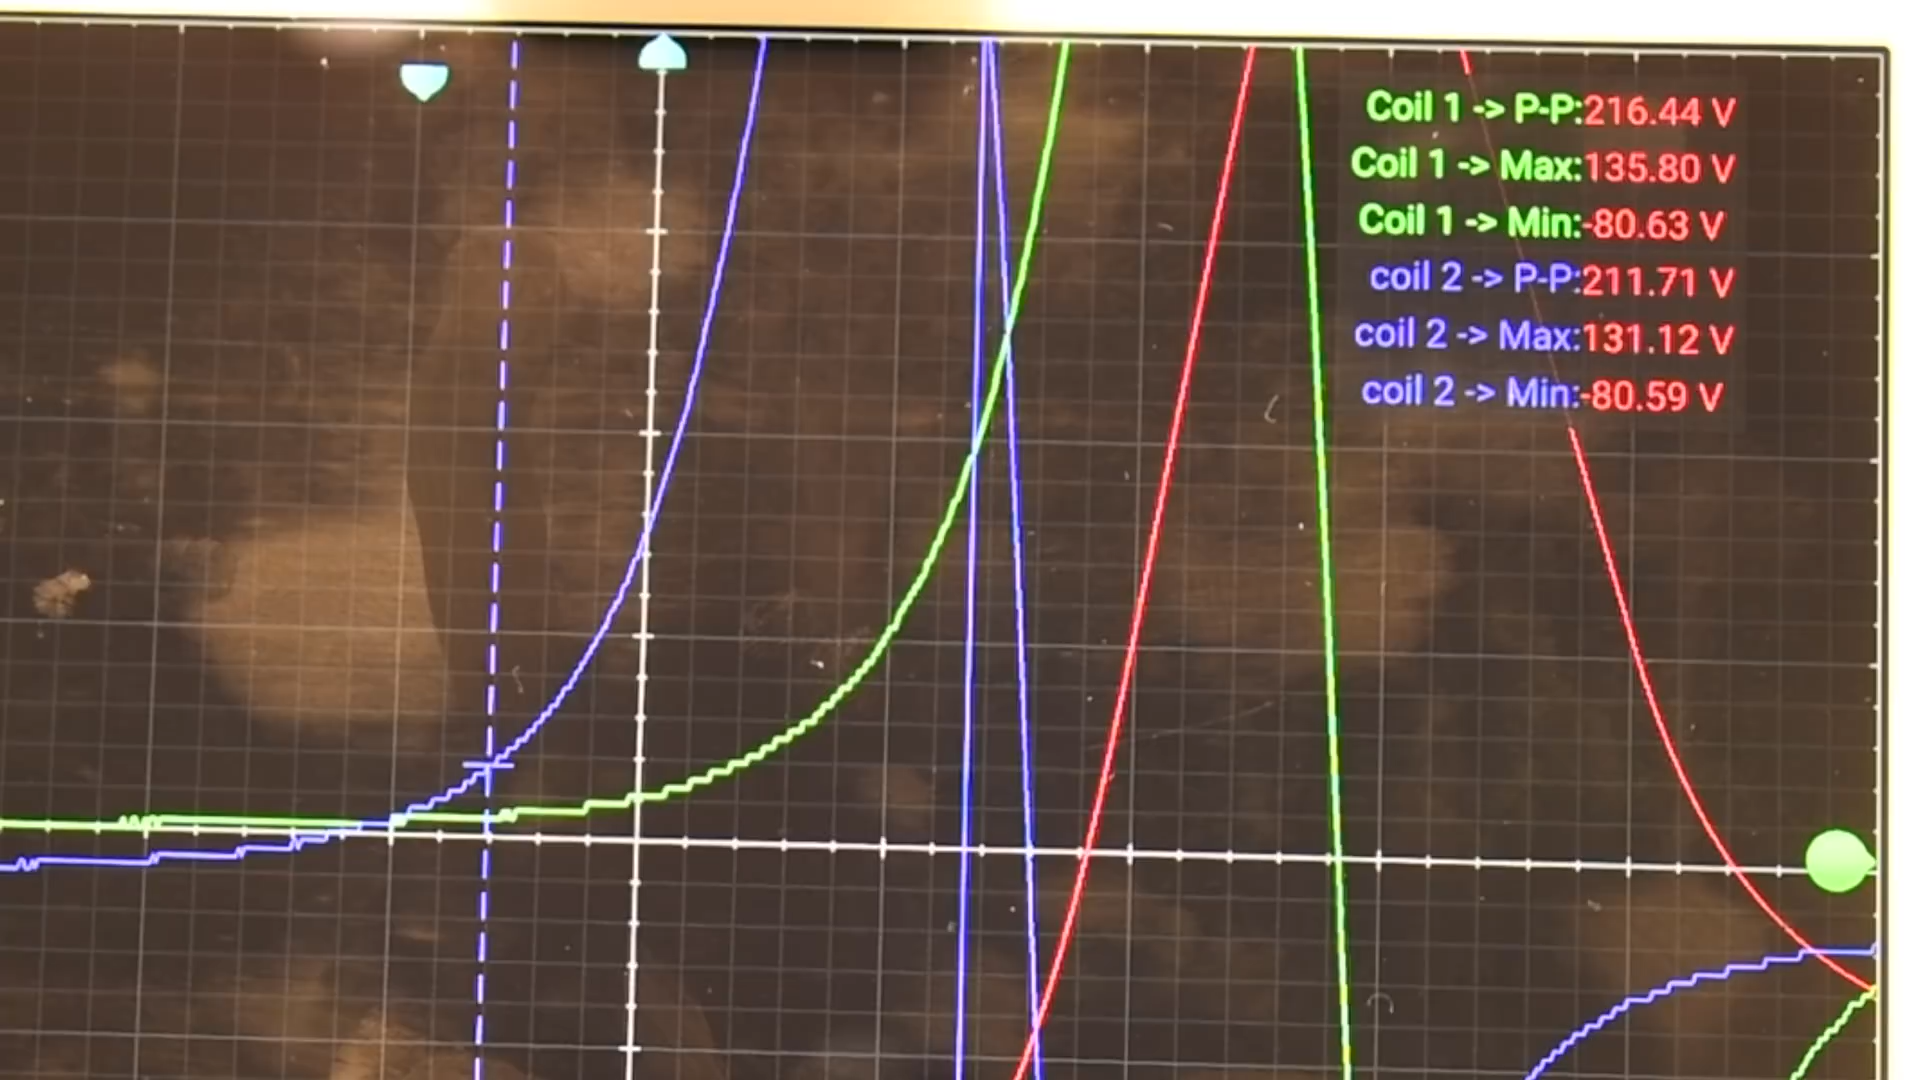 Coil 1 -> P-P:216.44 V
Coil 1 -> Max:135.80 V
Coil 1 -> Min:-80.63 V
coil 2 -> P-P:211.71 V
coil 2 -> Max:131.12 V
coil 2 -> Min:-80.59 V